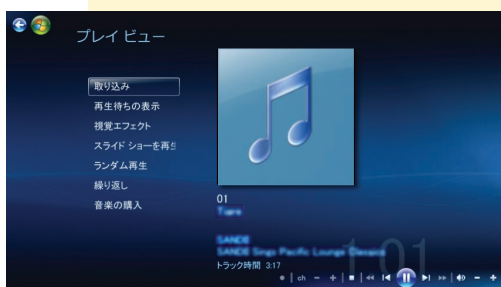 プレイ ビュー
取り込み
再生待ちの表示
視覚エフェクト
スライド ショーを再生
ランダム再生
繰り返し
音楽の購入
01
Tiare
SANDII
SANDII Sings Pacific Lounge Classics
トラック時間 3:17
1:01
ch - +
- +